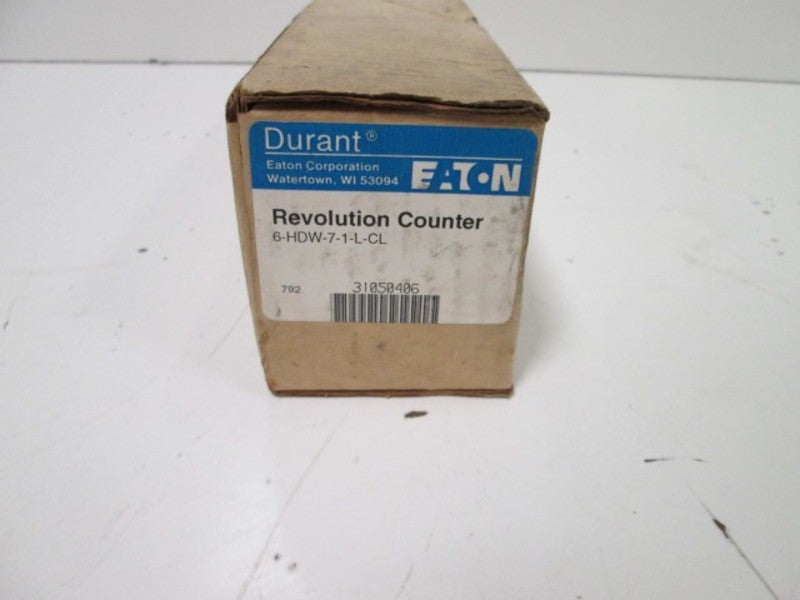 Durant®
Eaton Corporation
Watertown, WI 53094
EATON
Revolution Counter
6-HDW-7-1-L-CL
792
31050406